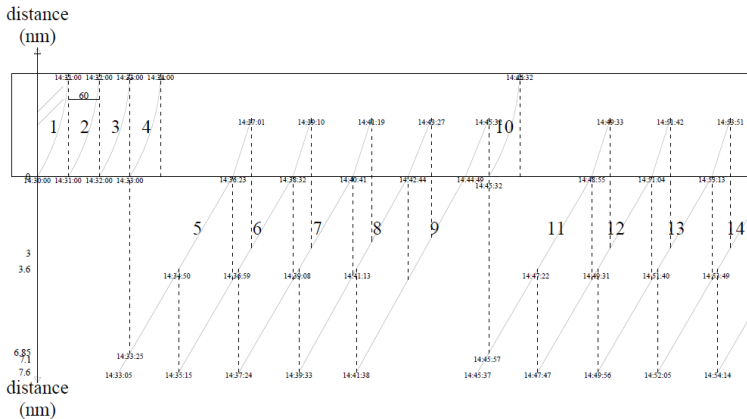 distance
(nm)
14:31:00 14:32:00 14:33:00 14:34:00 14:46:32
60
1 2 3 4 14:37:01 14:39:10 14:41:19 14:43:27 14:45:32 10 14:49:33 14:51:42 14:53:51
0
14:30:00 14:31:00 14:32:00 14:33:00 14:36:23 14:38:32 14:40:41 14:42:44 14:44:49 14:45:32 14:48:55 14:51:04 14:53:13
5 6 7 8 9 11 12 13 14
3
3.6 14:34:50 14:36:59 14:39:08 14:41:13 14:47:22 14:49:31 14:51:40 14:53:49
6.85 14:33:25 14:45:57
7.1
7.6 14:33:05 14:35:15 14:37:24 14:39:33 14:41:38 14:45:37 14:47:47 14:49:56 14:52:05 14:54:14
distance
(nm)